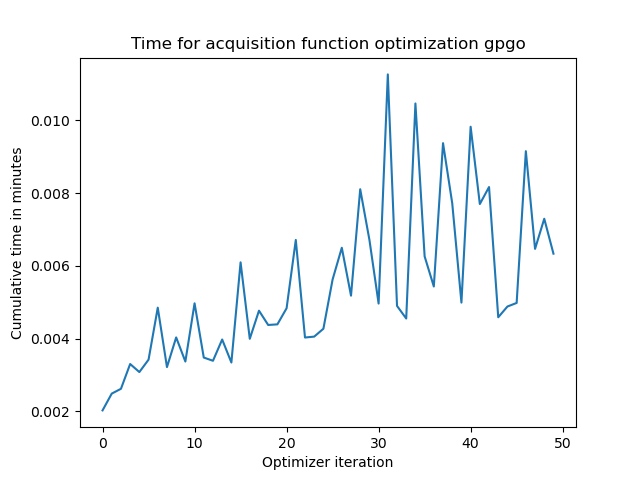 Time for acquisition function optimization gpgo
Cumulative time in minutes
0.010
0.008
0.006
0.004
0.002
0 10 20 30 40 50
Optimizer iteration